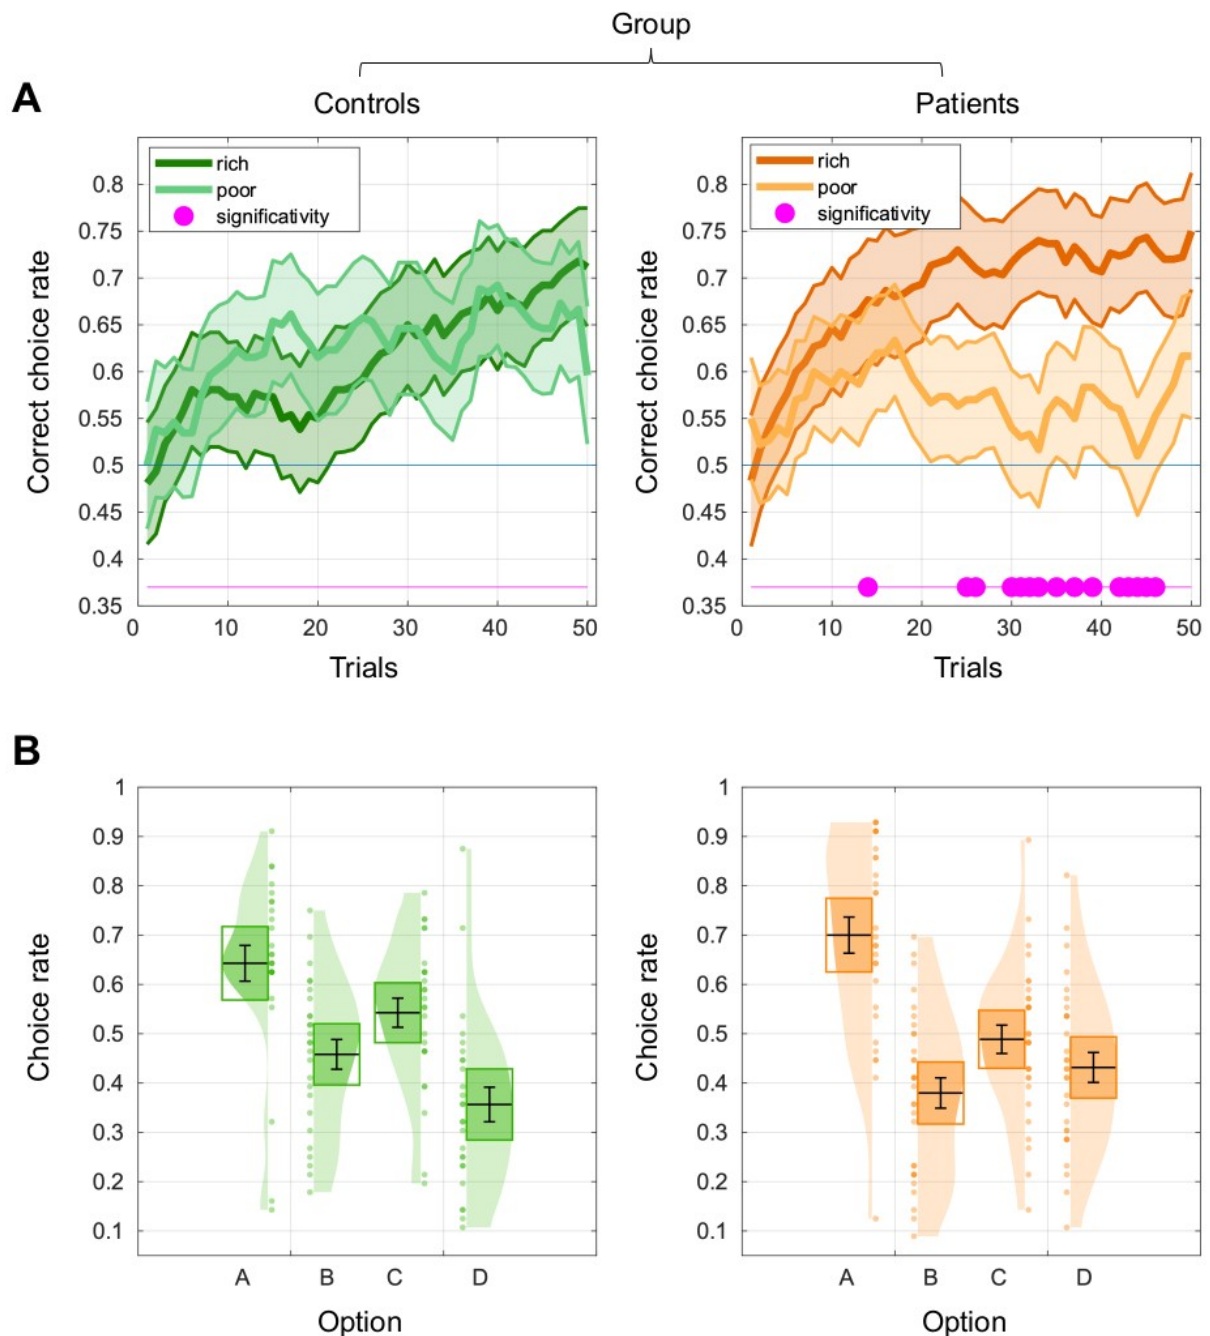 Group
A
Controls
Patients
rich
poor
significativity
0.8
0.75
0.7
0.65
0.6
0.55
0.5
0.45
0.4
0.35
Correct choice rate
0 10 20 30 40 50
Trials
rich
poor
significativity
0.8
0.75
0.7
0.65
0.6
0.55
0.5
0.45
0.4
0.35
Correct choice rate
0 10 20 30 40 50
Trials
B
1
0.9
0.8
0.7
0.6
0.5
0.4
0.3
0.2
0.1
Choice rate
A B C D
Option
1
0.9
0.8
0.7
0.6
0.5
0.4
0.3
0.2
0.1
Choice rate
A B C D
Option